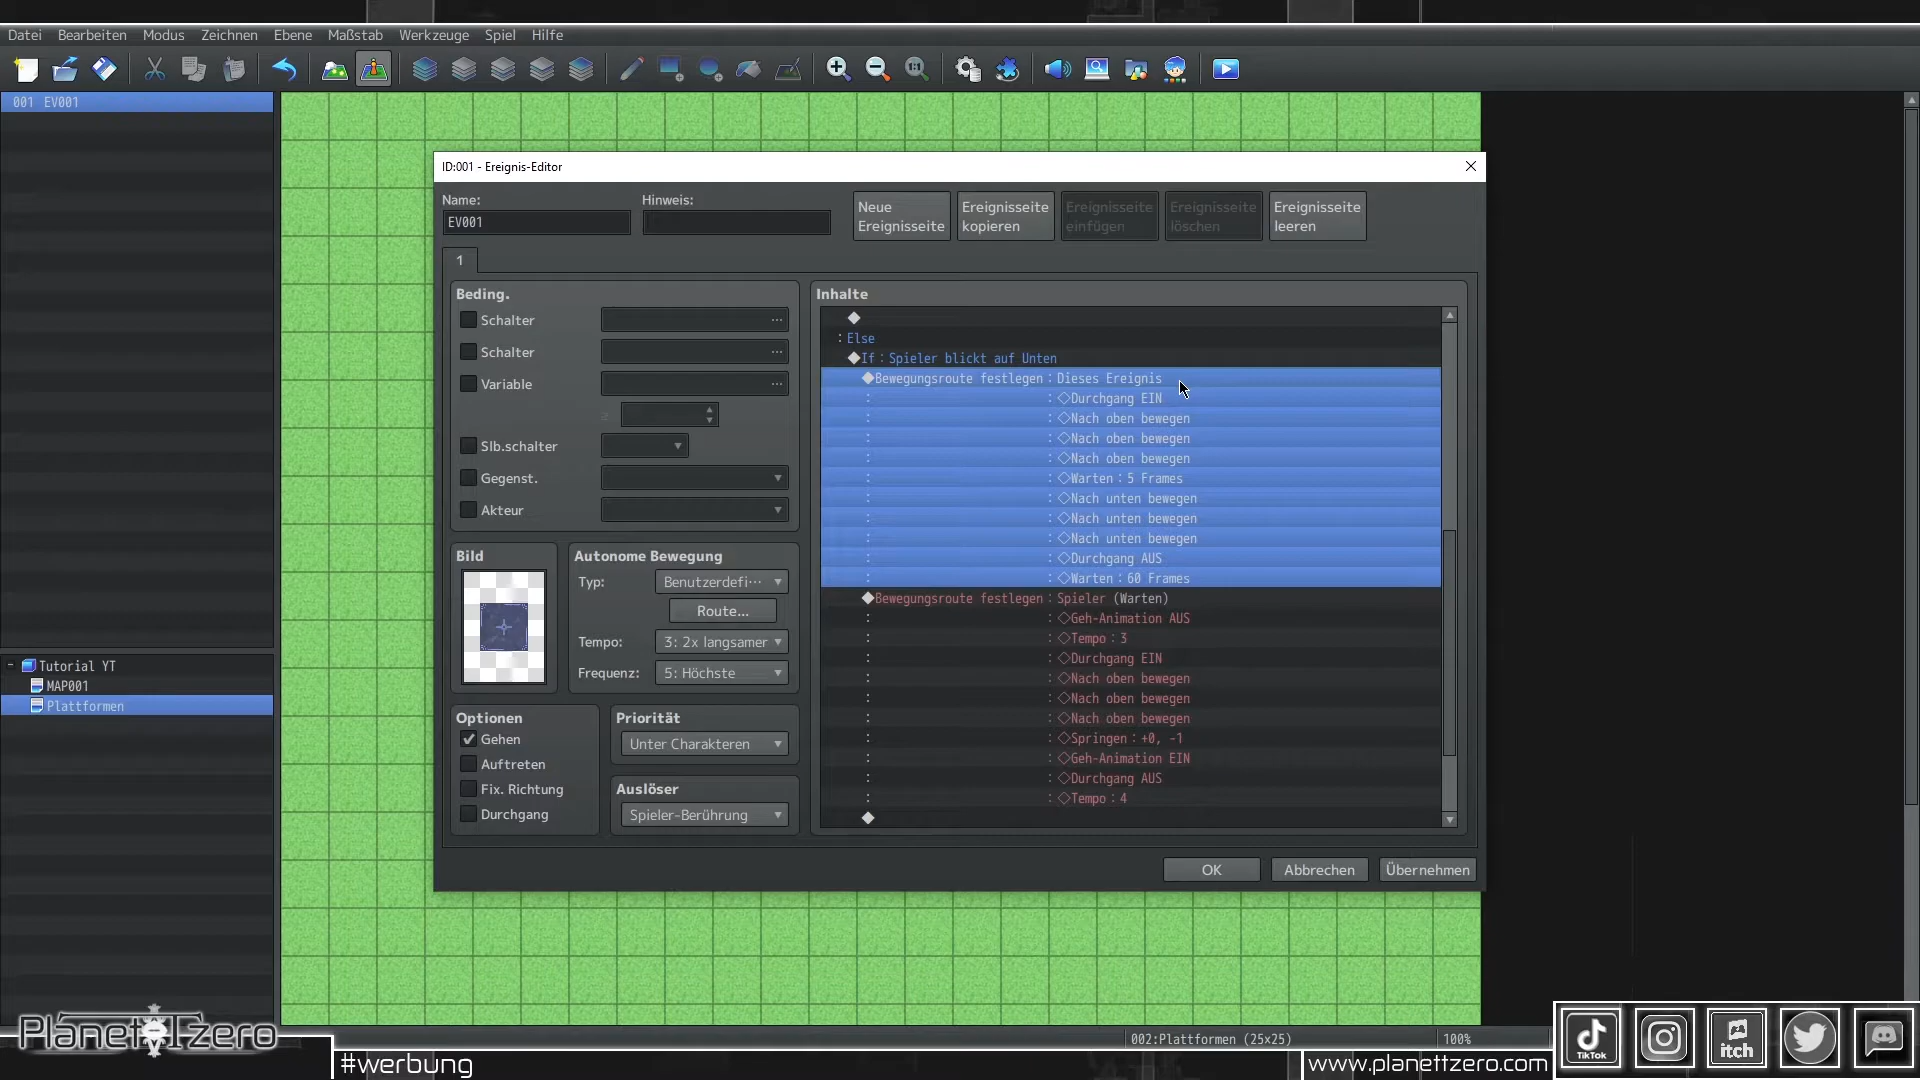 Datei Bearbeiten Modus Zeichnen Ebene Maßstab Werkzeuge Spiel Hilfe
1:1
001 EV001
ID:001 - Ereignis-Editor
Name: Hinweis:
EV001
Neue Ereignisseite
Ereignisseite kopieren
Ereignisseite einfügen
Ereignisseite löschen
Ereignisseite leeren
1
Beding.
Schalter ...
Schalter ...
Variable ...
≥
Slb.schalter
Gegenst.
Akteur
Bild
Autonome Bewegung
Typ: Benutzerdefi···
Route...
Tempo: 3: 2x langsamer
Frequenz: 5: Höchste
Optionen
Gehen
Auftreten
Fix. Richtung
Durchgang
Priorität
Unter Charakteren
Auslöser
Spieler-Berührung
Inhalte
◆
: Else
◆If : Spieler blickt auf Unten
◆Bewegungsroute festlegen : Dieses Ereignis
: : ◇Durchgang EIN
: : ◇Nach oben bewegen
: : ◇Nach oben bewegen
: : ◇Nach oben bewegen
: : ◇Warten : 5 Frames
: : ◇Nach unten bewegen
: : ◇Nach unten bewegen
: : ◇Nach unten bewegen
: : ◇Durchgang AUS
: : ◇Warten : 60 Frames
◆Bewegungsroute festlegen : Spieler (Warten)
: : ◇Geh-Animation AUS
: : ◇Tempo : 3
: : ◇Durchgang EIN
: : ◇Nach oben bewegen
: : ◇Nach oben bewegen
: : ◇Nach oben bewegen
: : ◇Springen : +0, -1
: : ◇Geh-Animation EIN
: : ◇Durchgang AUS
: : ◇Tempo : 4
◆
OK Abbrechen Übernehmen
Tutorial YT
MAP001
Plattformen
002:Plattformen (25x25) 100%
PlanetTzero
#werbung
www.planettzero.com
TikTok
itch